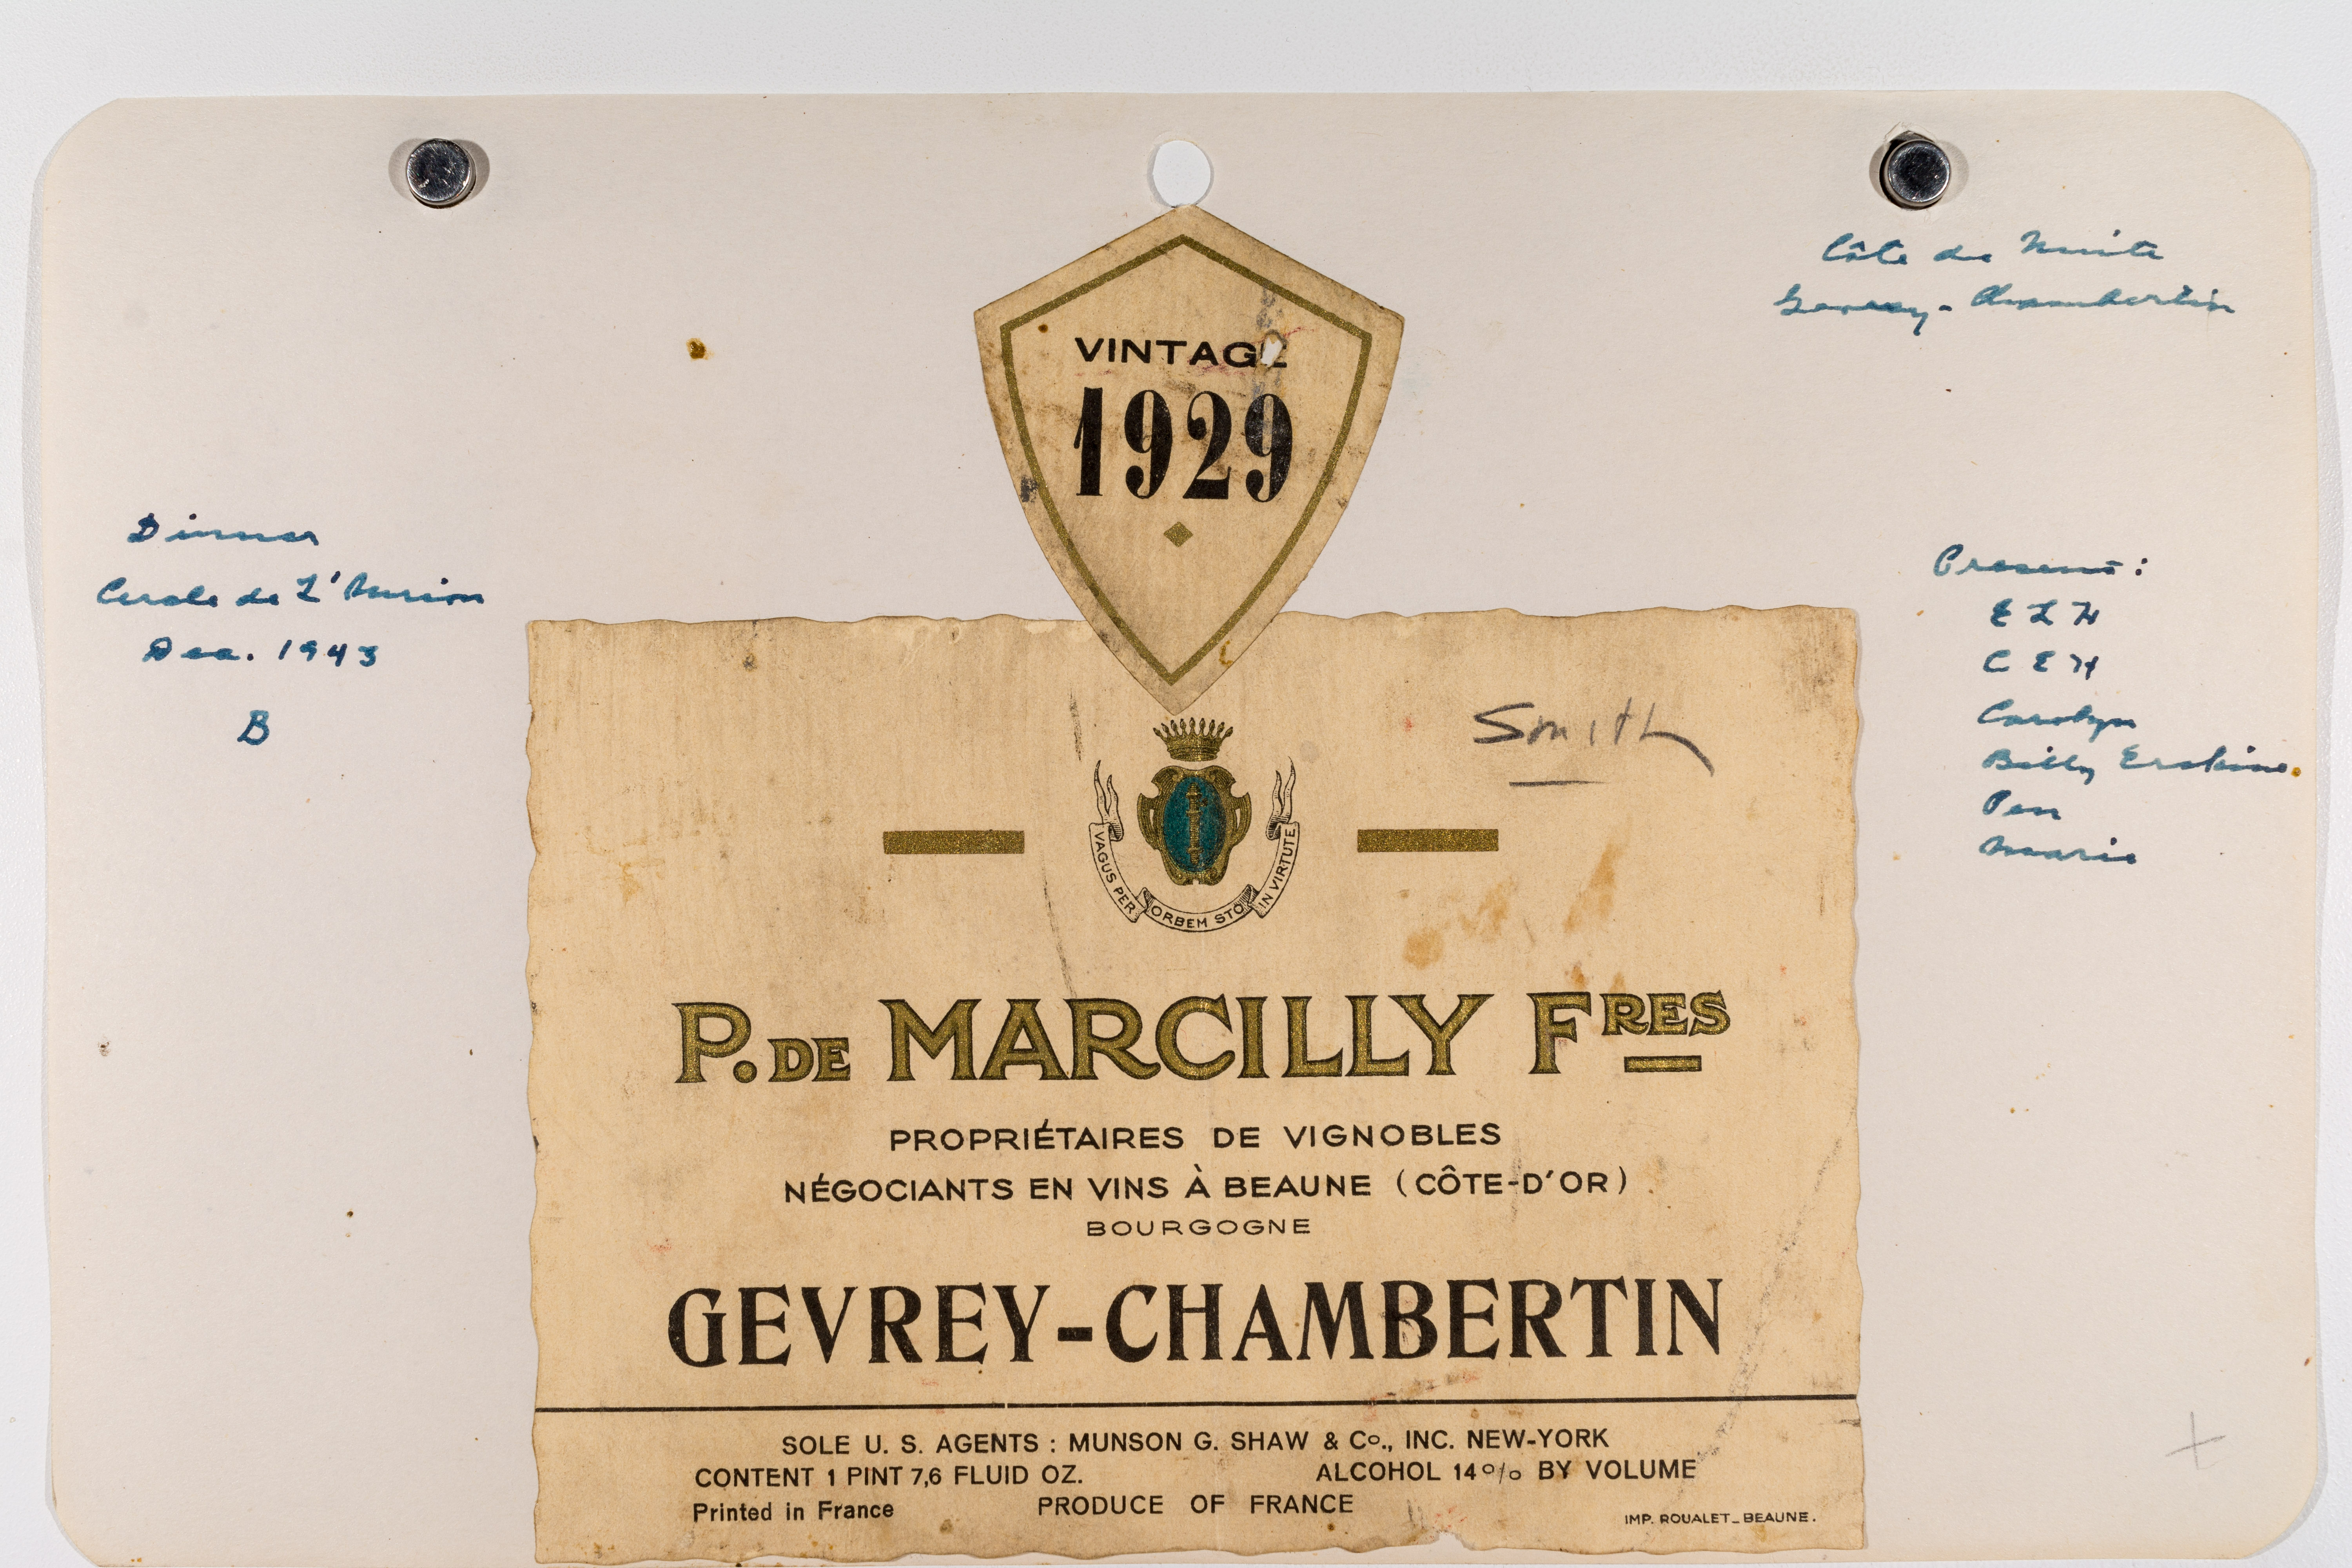 Côte de Nuits
Gevrey-Chambertin
VINTAGE
1929
Dinner
Cercle de L'Union
Dec. 1943
B
Present:
E L H
C E H
Carolyn
Billy Erskine
Pen
Marie
Smith
VAGUS PER ORBEM STO IN VIRTUTE
P. DE MARCILLY FRES
PROPRIÉTAIRES DE VIGNOBLES
NÉGOCIANTS EN VINS À BEAUNE (CÔTE-D'OR)
BOURGOGNE
GEVREY-CHAMBERTIN
SOLE U. S. AGENTS : MUNSON G. SHAW & Co., INC. NEW-YORK
CONTENT 1 PINT 7,6 FLUID OZ. ALCOHOL 14% BY VOLUME
Printed in France PRODUCE OF FRANCE IMP. ROUALET_BEAUNE.